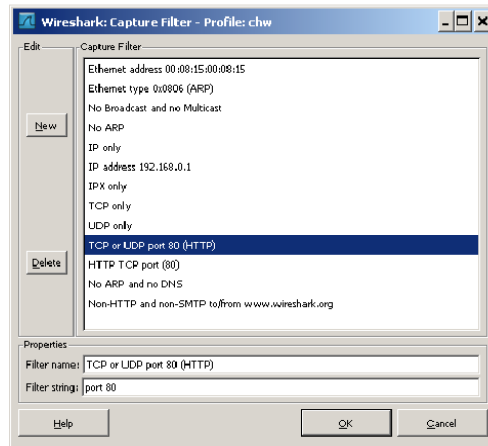 Wireshark: Capture Filter - Profile: chw
Edit
Capture Filter
Ethernet address 00:08:15:00:08:15
Ethernet type 0x0806 (ARP)
No Broadcast and no Multicast
New
No ARP
IP only
IP address 192.168.0.1
IPX only
TCP only
UDP only
TCP or UDP port 80 (HTTP)
Delete
HTTP TCP port (80)
No ARP and no DNS
Non-HTTP and non-SMTP to/from www.wireshark.org
Properties
Filter name: TCP or UDP port 80 (HTTP)
Filter string: port 80
Help
OK
Cancel